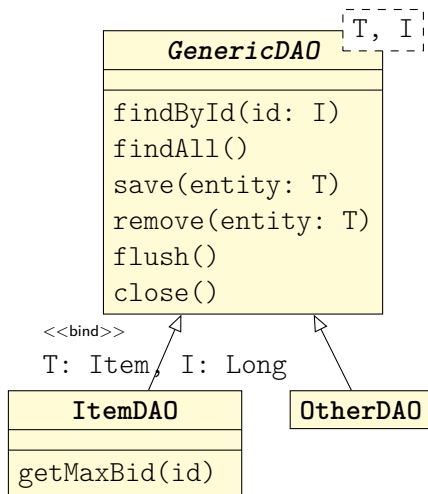 T, I
GenericDAO
findById(id: I)
findAll()
save(entity: T)
remove(entity: T)
flush()
close()
<<bind>>
T: Item, I: Long
ItemDAO
OtherDAO
getMaxBid(id)